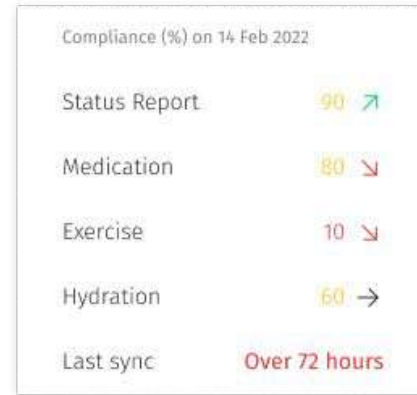 Compliance (%) on 14 Feb 2022
Status Report 90 ↗
Medication 80 ↘
Exercise 10 ↘
Hydration 60 →
Last sync Over 72 hours